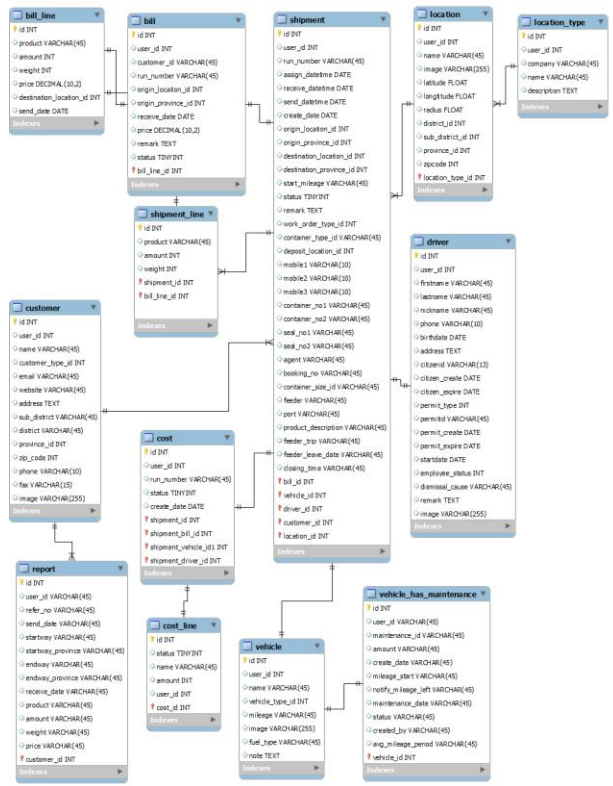 bill_line
id INT
product VARCHAR(45)
amount INT
weight INT
price DECIMAL(10,2)
destination_location_id INT
send_date DATE
Indexes
bill
id INT
user_id INT
customer_id VARCHAR(45)
run_number VARCHAR(45)
origin_location_id INT
origin_province_id INT
receive_date DATE
price DECIMAL(10,2)
remark TEXT
status TINYINT
bill_line_id INT
Indexes
shipment
id INT
user_id INT
run_number VARCHAR(45)
assign_datetime DATE
receive_datetime DATE
send_datetime DATE
create_date DATE
origin_location_id INT
origin_province_id INT
destination_location_id INT
destination_province_id INT
start_mileage VARCHAR(45)
status TINYINT
remark TEXT
work_order_type_id INT
container_type_id VARCHAR(45)
deposit_location_id INT
mobile1 VARCHAR(10)
mobile2 VARCHAR(10)
mobile3 VARCHAR(10)
container_no1 VARCHAR(45)
container_no2 VARCHAR(45)
seal_no1 VARCHAR(45)
seal_no2 VARCHAR(45)
agent VARCHAR(45)
booking_no VARCHAR(45)
container_size_id VARCHAR(45)
feeder VARCHAR(45)
port VARCHAR(45)
product_description VARCHAR(45)
feeder_trip VARCHAR(45)
feeder_leave_date VARCHAR(45)
closing_time VARCHAR(45)
bill_id INT
vehicle_id INT
driver_id INT
customer_id INT
location_id INT
Indexes
location
id INT
user_id INT
name VARCHAR(45)
image VARCHAR(255)
latitude FLOAT
longtitude FLOAT
radius FLOAT
district_id INT
sub_district_id INT
province_id INT
zipcode INT
location_type_id INT
Indexes
location_type
id INT
user_id INT
company VARCHAR(45)
name VARCHAR(45)
description TEXT
Indexes
shipment_line
id INT
product VARCHAR(45)
amount INT
weight INT
shipment_id INT
bill_line_id INT
Indexes
driver
id INT
user_id INT
firstname VARCHAR(45)
lastname VARCHAR(45)
nickname VARCHAR(45)
phone VARCHAR(10)
birthdate DATE
address TEXT
citizenid VARCHAR(13)
citizen_create DATE
citizen_expire DATE
permit_type INT
permitid VARCHAR(45)
permit_create DATE
permit_expire DATE
startdate DATE
employee_status INT
dismissal_cause VARCHAR(45)
remark TEXT
image VARCHAR(255)
Indexes
customer
id INT
user_id INT
name VARCHAR(45)
customer_type_id INT
email VARCHAR(45)
website VARCHAR(45)
address TEXT
sub_district VARCHAR(45)
district VARCHAR(45)
province_id INT
zip_code INT
phone VARCHAR(10)
fax VARCHAR(15)
image VARCHAR(255)
Indexes
cost
id INT
user_id INT
run_number VARCHAR(45)
status TINYINT
create_date DATE
shipment_id INT
shipment_bill_id INT
shipment_vehicle_id1 INT
shipment_driver_id INT
Indexes
report
id INT
user_id VARCHAR(45)
refer_no VARCHAR(45)
send_date VARCHAR(45)
startway VARCHAR(45)
startway_province VARCHAR(45)
endway VARCHAR(45)
endway_province VARCHAR(45)
receive_date VARCHAR(45)
product VARCHAR(45)
amount VARCHAR(45)
weight VARCHAR(45)
price VARCHAR(45)
customer_id INT
Indexes
cost_line
id INT
status TINYINT
name VARCHAR(45)
amount INT
user_id INT
cost_id INT
Indexes
vehicle
id INT
user_id INT
name VARCHAR(45)
vehicle_type_id INT
mileage VARCHAR(45)
image VARCHAR(255)
fuel_type VARCHAR(45)
note TEXT
Indexes
vehicle_has_maintenance
id INT
user_id VARCHAR(45)
maintenance_id VARCHAR(45)
amount VARCHAR(45)
create_date VARCHAR(45)
mileage_start VARCHAR(45)
notify_mileage_left VARCHAR(45)
maintenance_date VARCHAR(45)
status VARCHAR(45)
created_by VARCHAR(45)
avg_mileage_period VARCHAR(45)
vehicle_id INT
Indexes